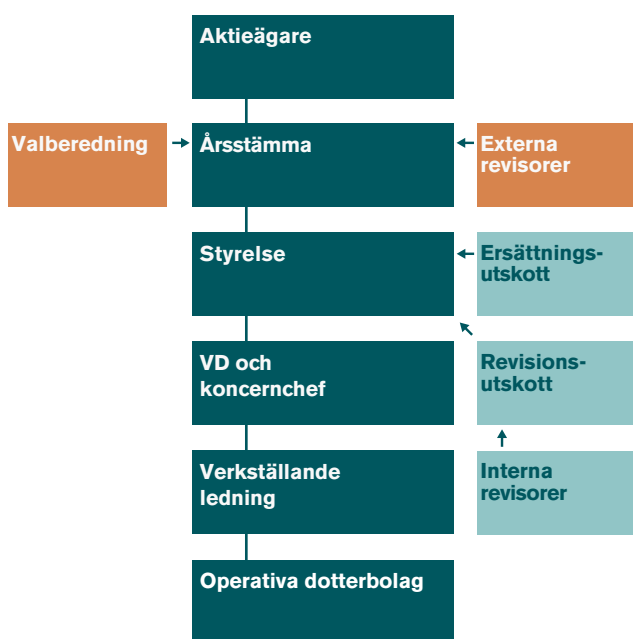 Aktieägare
Valberedning
Årsstämma
Externa
revisorer
Styrelse
Ersättnings-
utskott
VD och
koncernchef
Revisions-
utskott
Verkställande
ledning
Interna
revisorer
Operativa dotterbolag